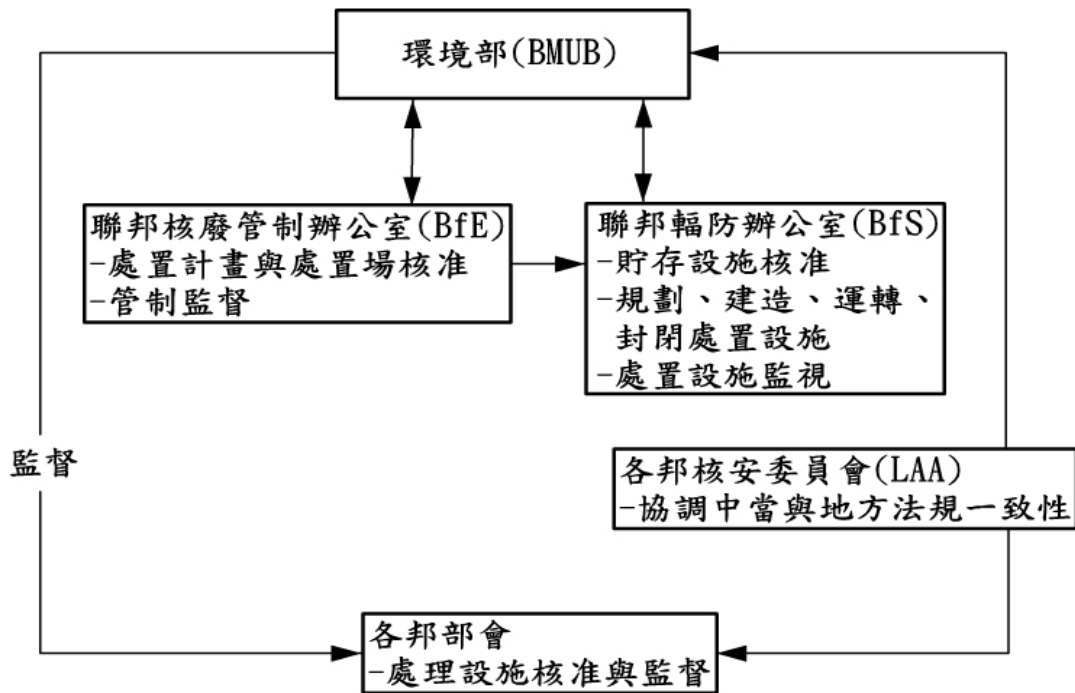 環境部(BMUB)
聯邦核廢管制辦公室(BfE)
-處置計畫與處置場核准
-管制監督
聯邦輻防辦公室(BfS)
-貯存設施核准
-規劃、建造、運轉、
封閉處置設施
-處置設施監視
監督
各邦核安委員會(LAA)
-協調中當與地方法規一致性
各邦部會
-處理設施核准與監督